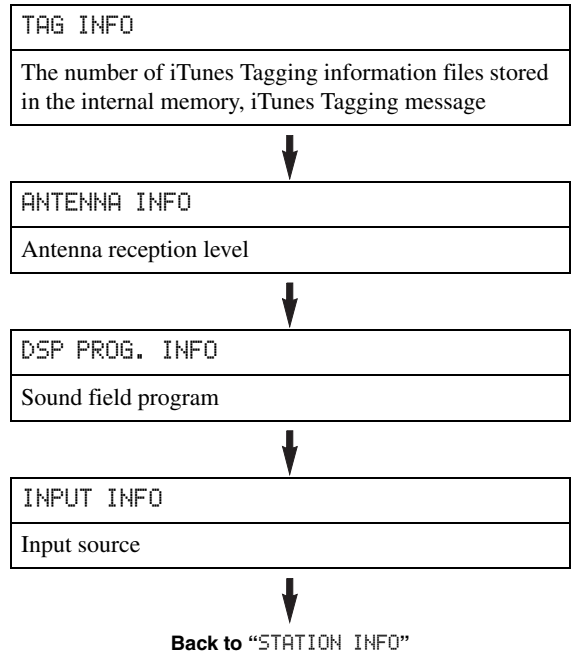 TAG INFO
The number of iTunes Tagging information files stored
in the internal memory, iTunes Tagging message
ANTENNA INFO
Antenna reception level
DSP PROG. INFO
Sound field program
INPUT INFO
Input source
Back to “STATION INFO”